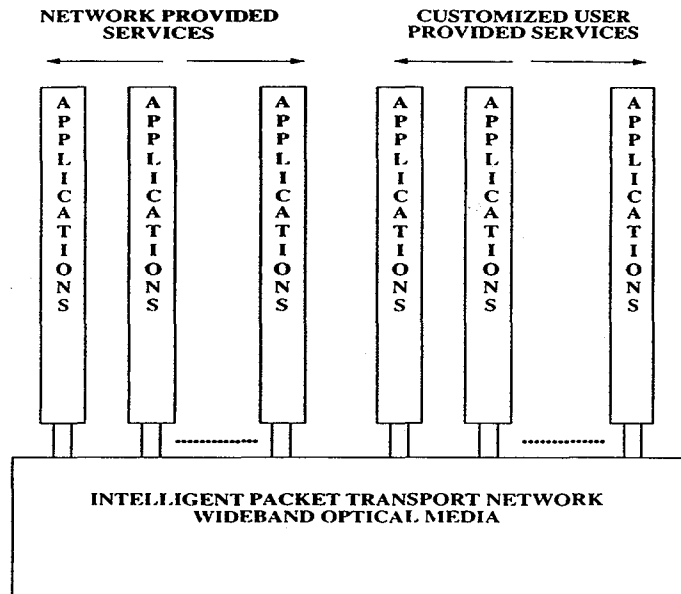 NETWORK PROVIDED
SERVICES
CUSTOMIZED USER
PROVIDED SERVICES
APPLICATIONS
APPLICATIONS
APPLICATIONS
APPLICATIONS
APPLICATIONS
APPLICATIONS
INTELLIGENT PACKET TRANSPORT NETWORK
WIDEBAND OPTICAL MEDIA